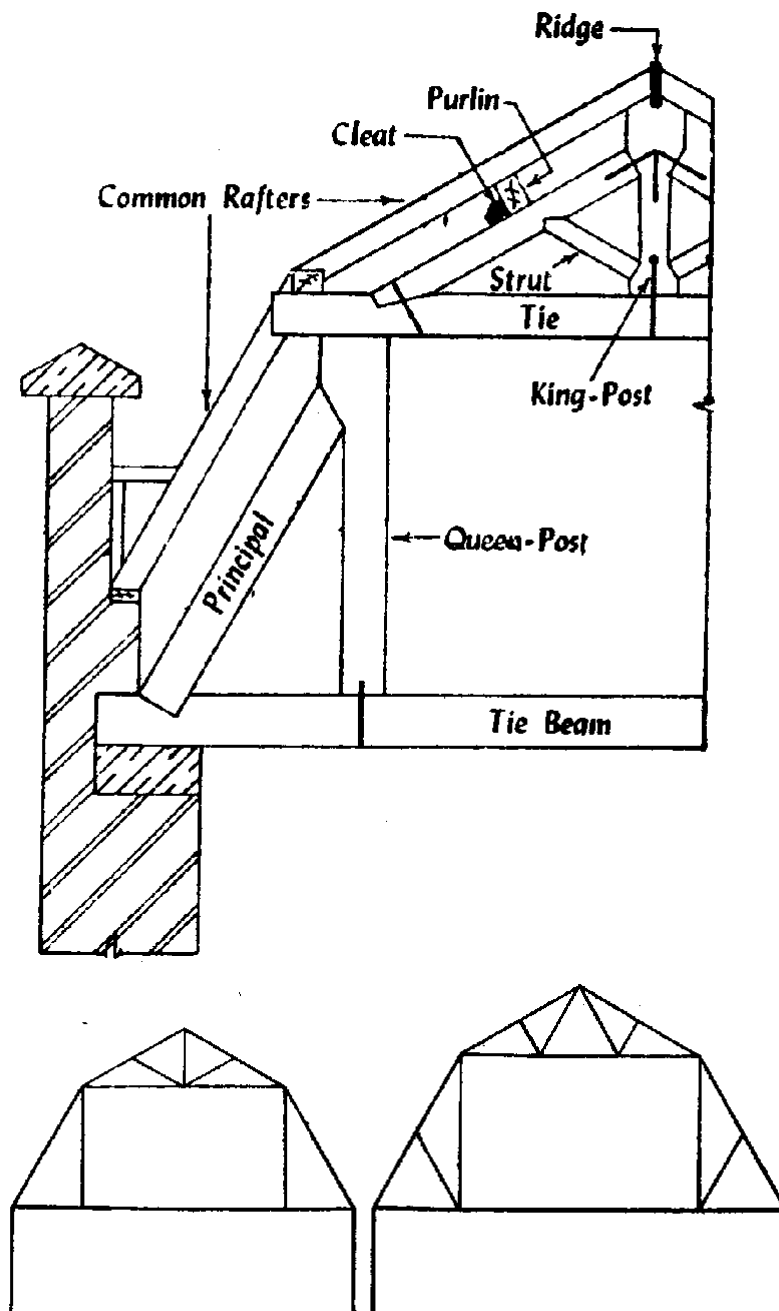 Ridge
Purlin
Cleat
Common Rafters
Strut
Tie
King-Post
Queen-Post
Principal
Tie Beam